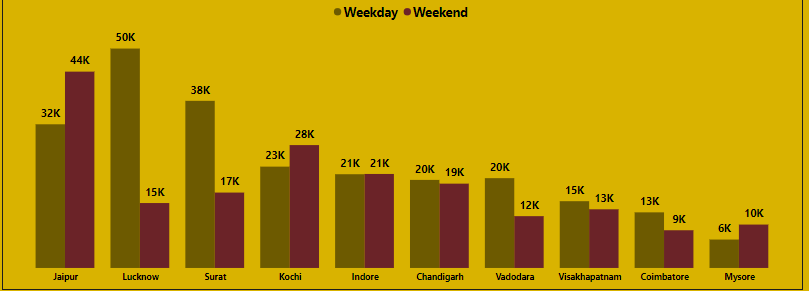 Weekday Weekend
50K
44K
38K
32K
28K
23K
21K 21K
20K 19K
20K
17K
15K
15K
13K
13K
12K
10K
9K
6K
Jaipur Lucknow Surat Kochi Indore Chandigarh Vadodara Visakhapatnam Coimbatore Mysore